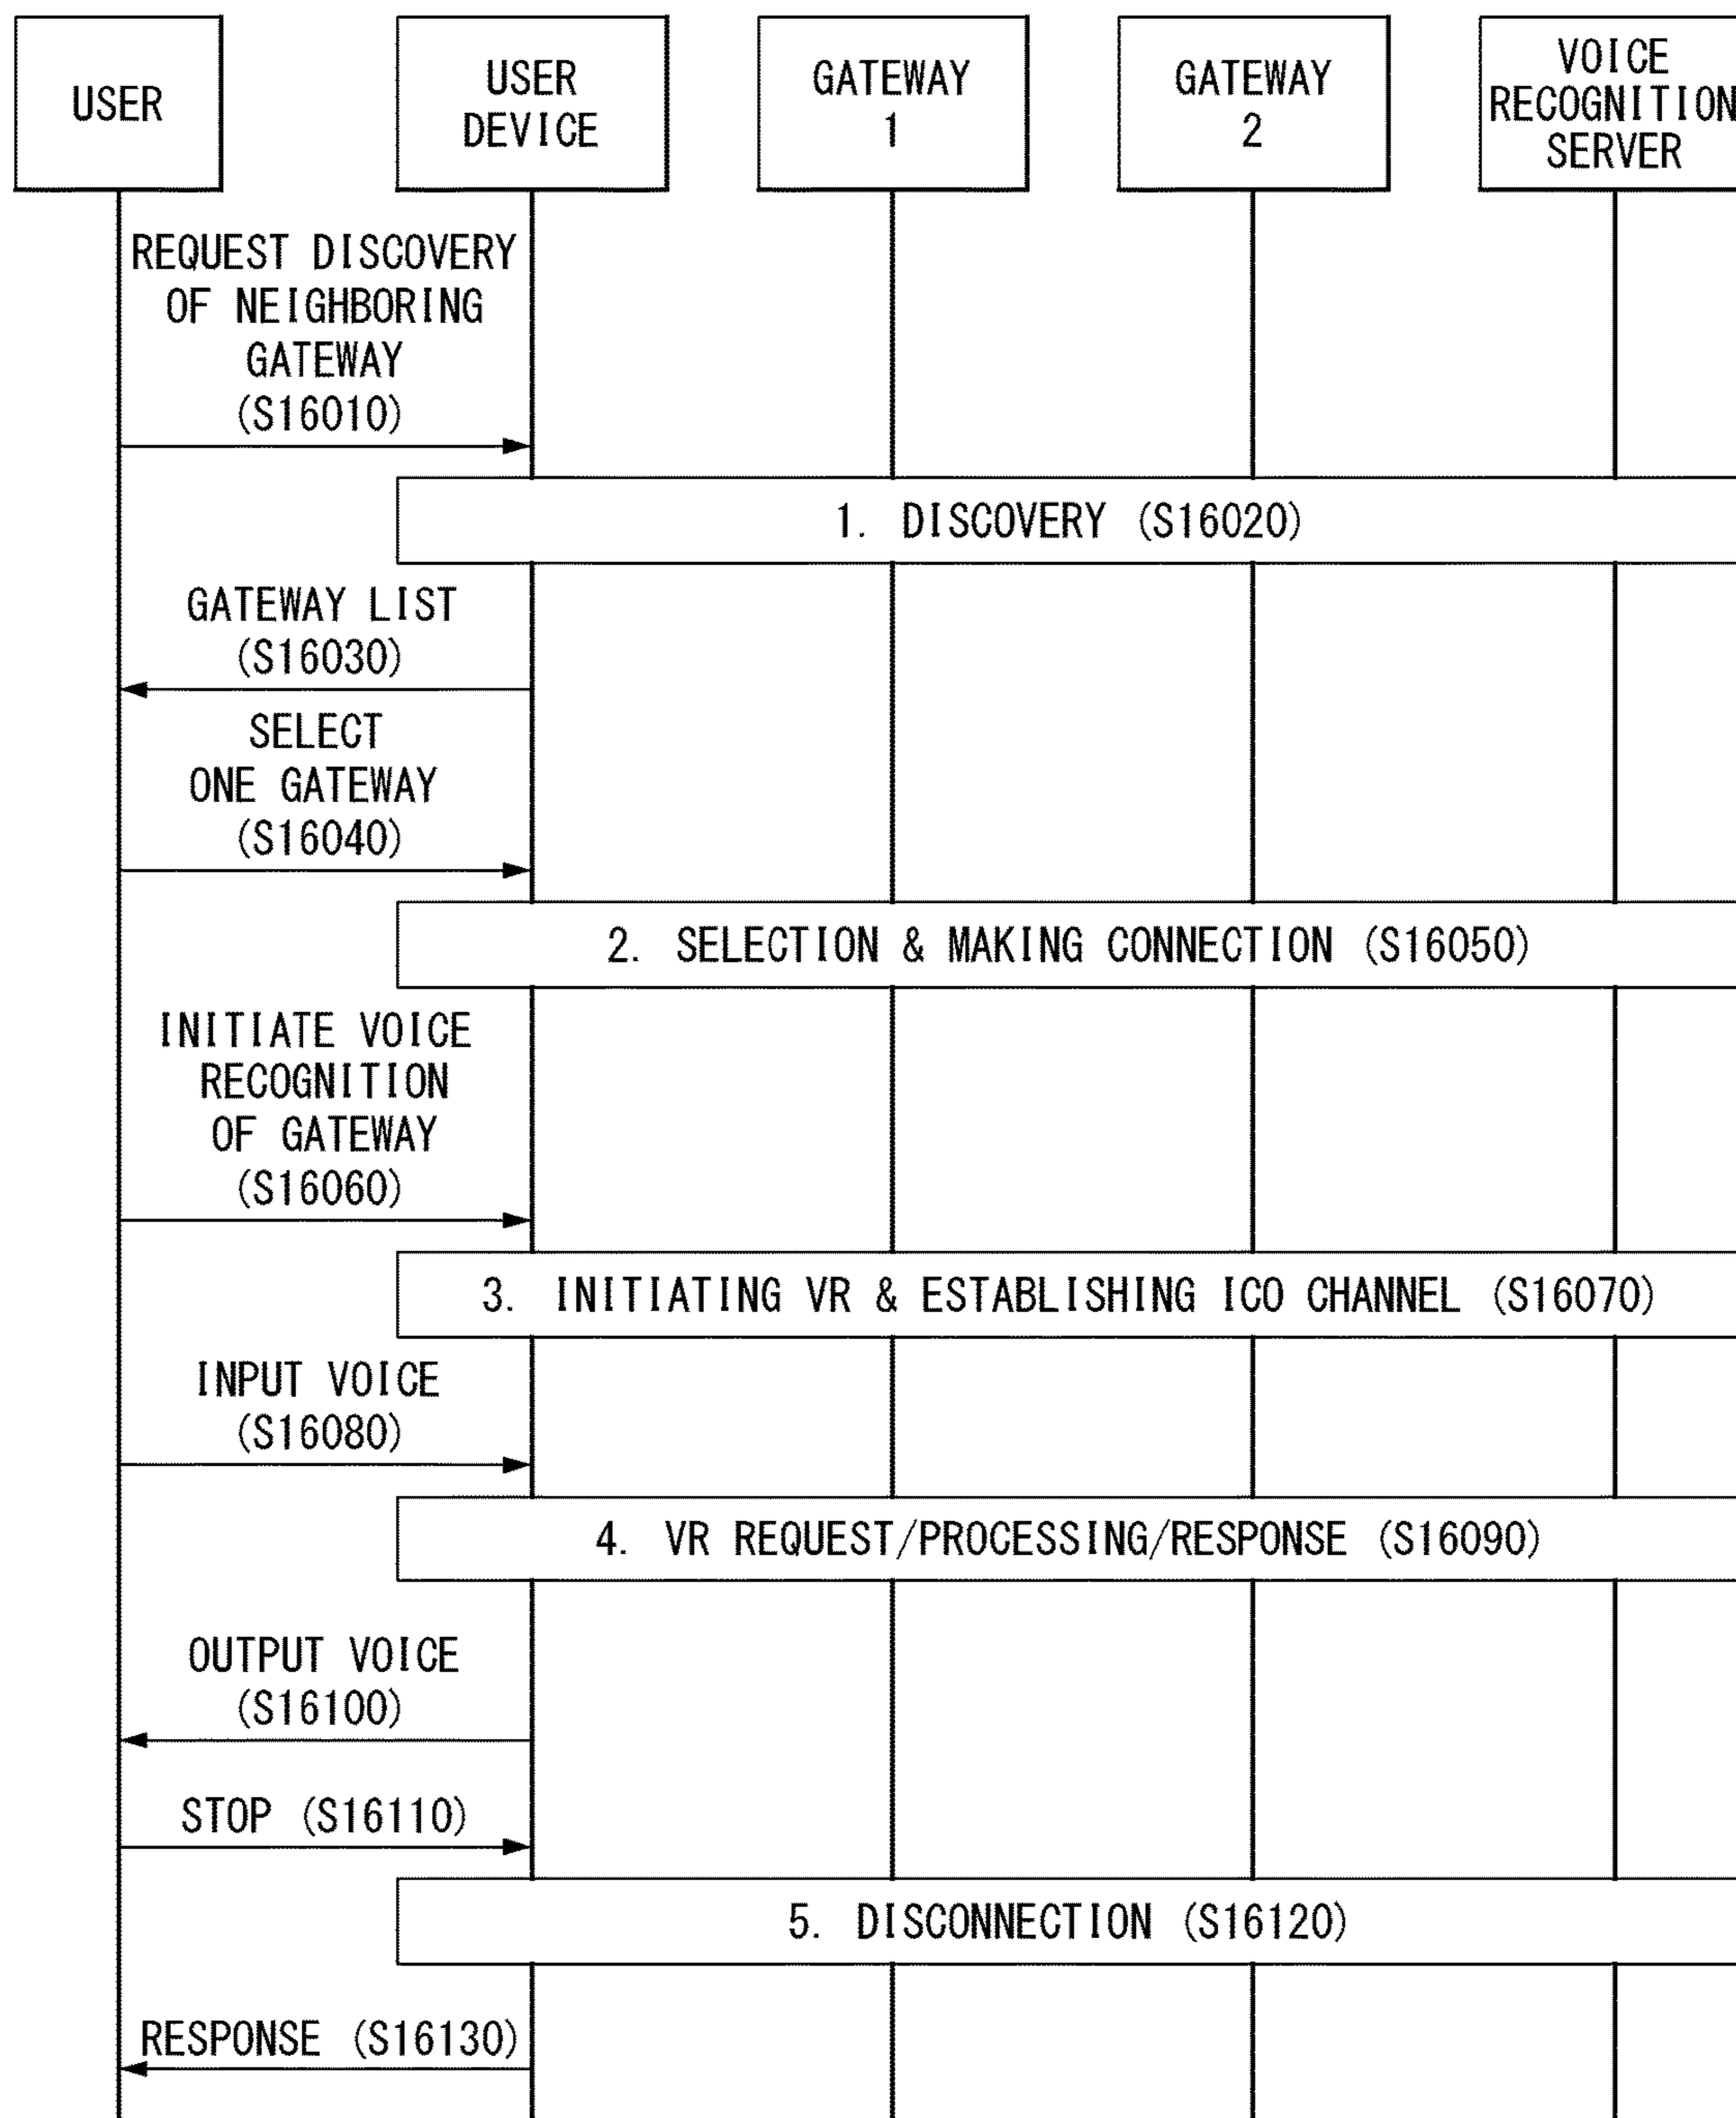 USER
USER
DEVICE
GATEWAY
1
GATEWAY
2
VOICE
RECOGNITION
SERVER
REQUEST DISCOVERY
OF NEIGHBORING
GATEWAY
(S16010)
1. DISCOVERY (S16020)
GATEWAY LIST
(S16030)
SELECT
ONE GATEWAY
(S16040)
2. SELECTION & MAKING CONNECTION (S16050)
INITIATE VOICE
RECOGNITION
OF GATEWAY
(S16060)
3. INITIATING VR & ESTABLISHING ICO CHANNEL (S16070)
INPUT VOICE
(S16080)
4. VR REQUEST/PROCESSING/RESPONSE (S16090)
OUTPUT VOICE
(S16100)
STOP (S16110)
5. DISCONNECTION (S16120)
RESPONSE (S16130)